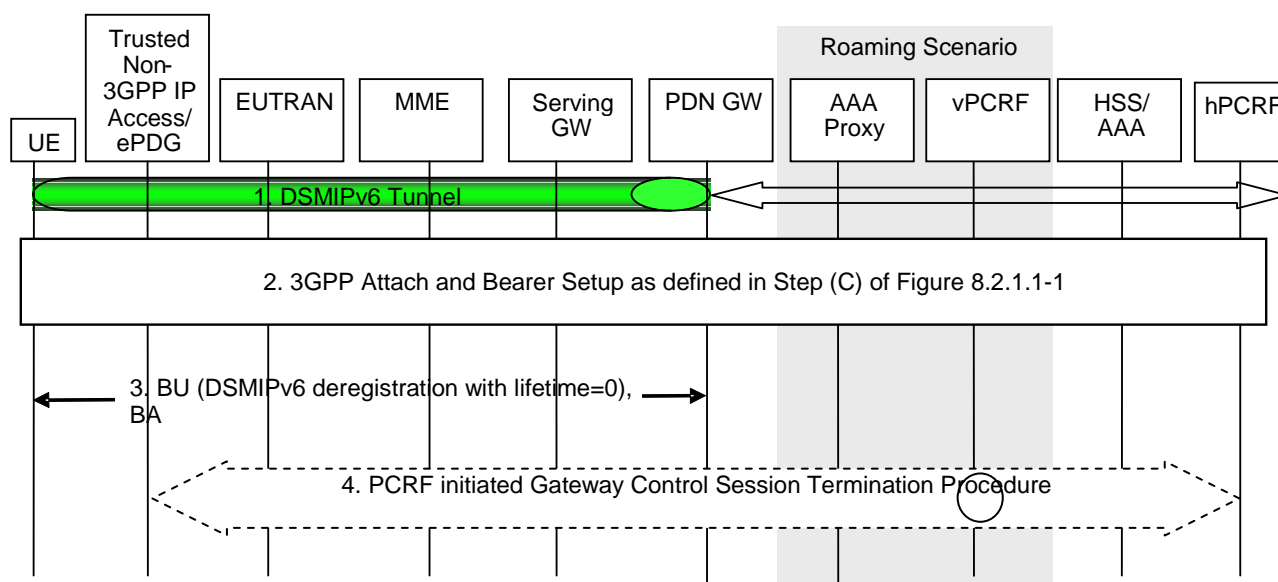 Roaming Scenario
UE
Trusted
Non-
3GPP IP
Access/
ePDG
EUTRAN
MME
Serving
GW
PDN GW
AAA
Proxy
vPCRF
HSS/
AAA
hPCRF
1. DSMIPv6 Tunnel
2. 3GPP Attach and Bearer Setup as defined in Step (C) of Figure 8.2.1.1-1
3. BU (DSMIPv6 deregistration with lifetime=0),
BA
4. PCRF initiated Gateway Control Session Termination Procedure